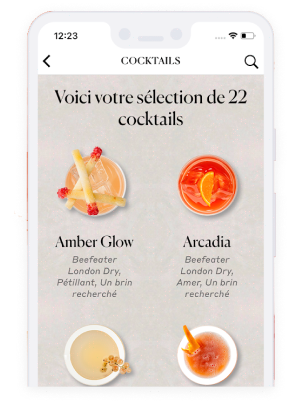 12:23
COCKTAILS
Voici votre sélection de 22
cocktails
Amber Glow
Arcadia
Beefeater
London Dry,
Pétillant, Un brin
recherché
Beefeater
London Dry,
Amer, Un brin
recherché